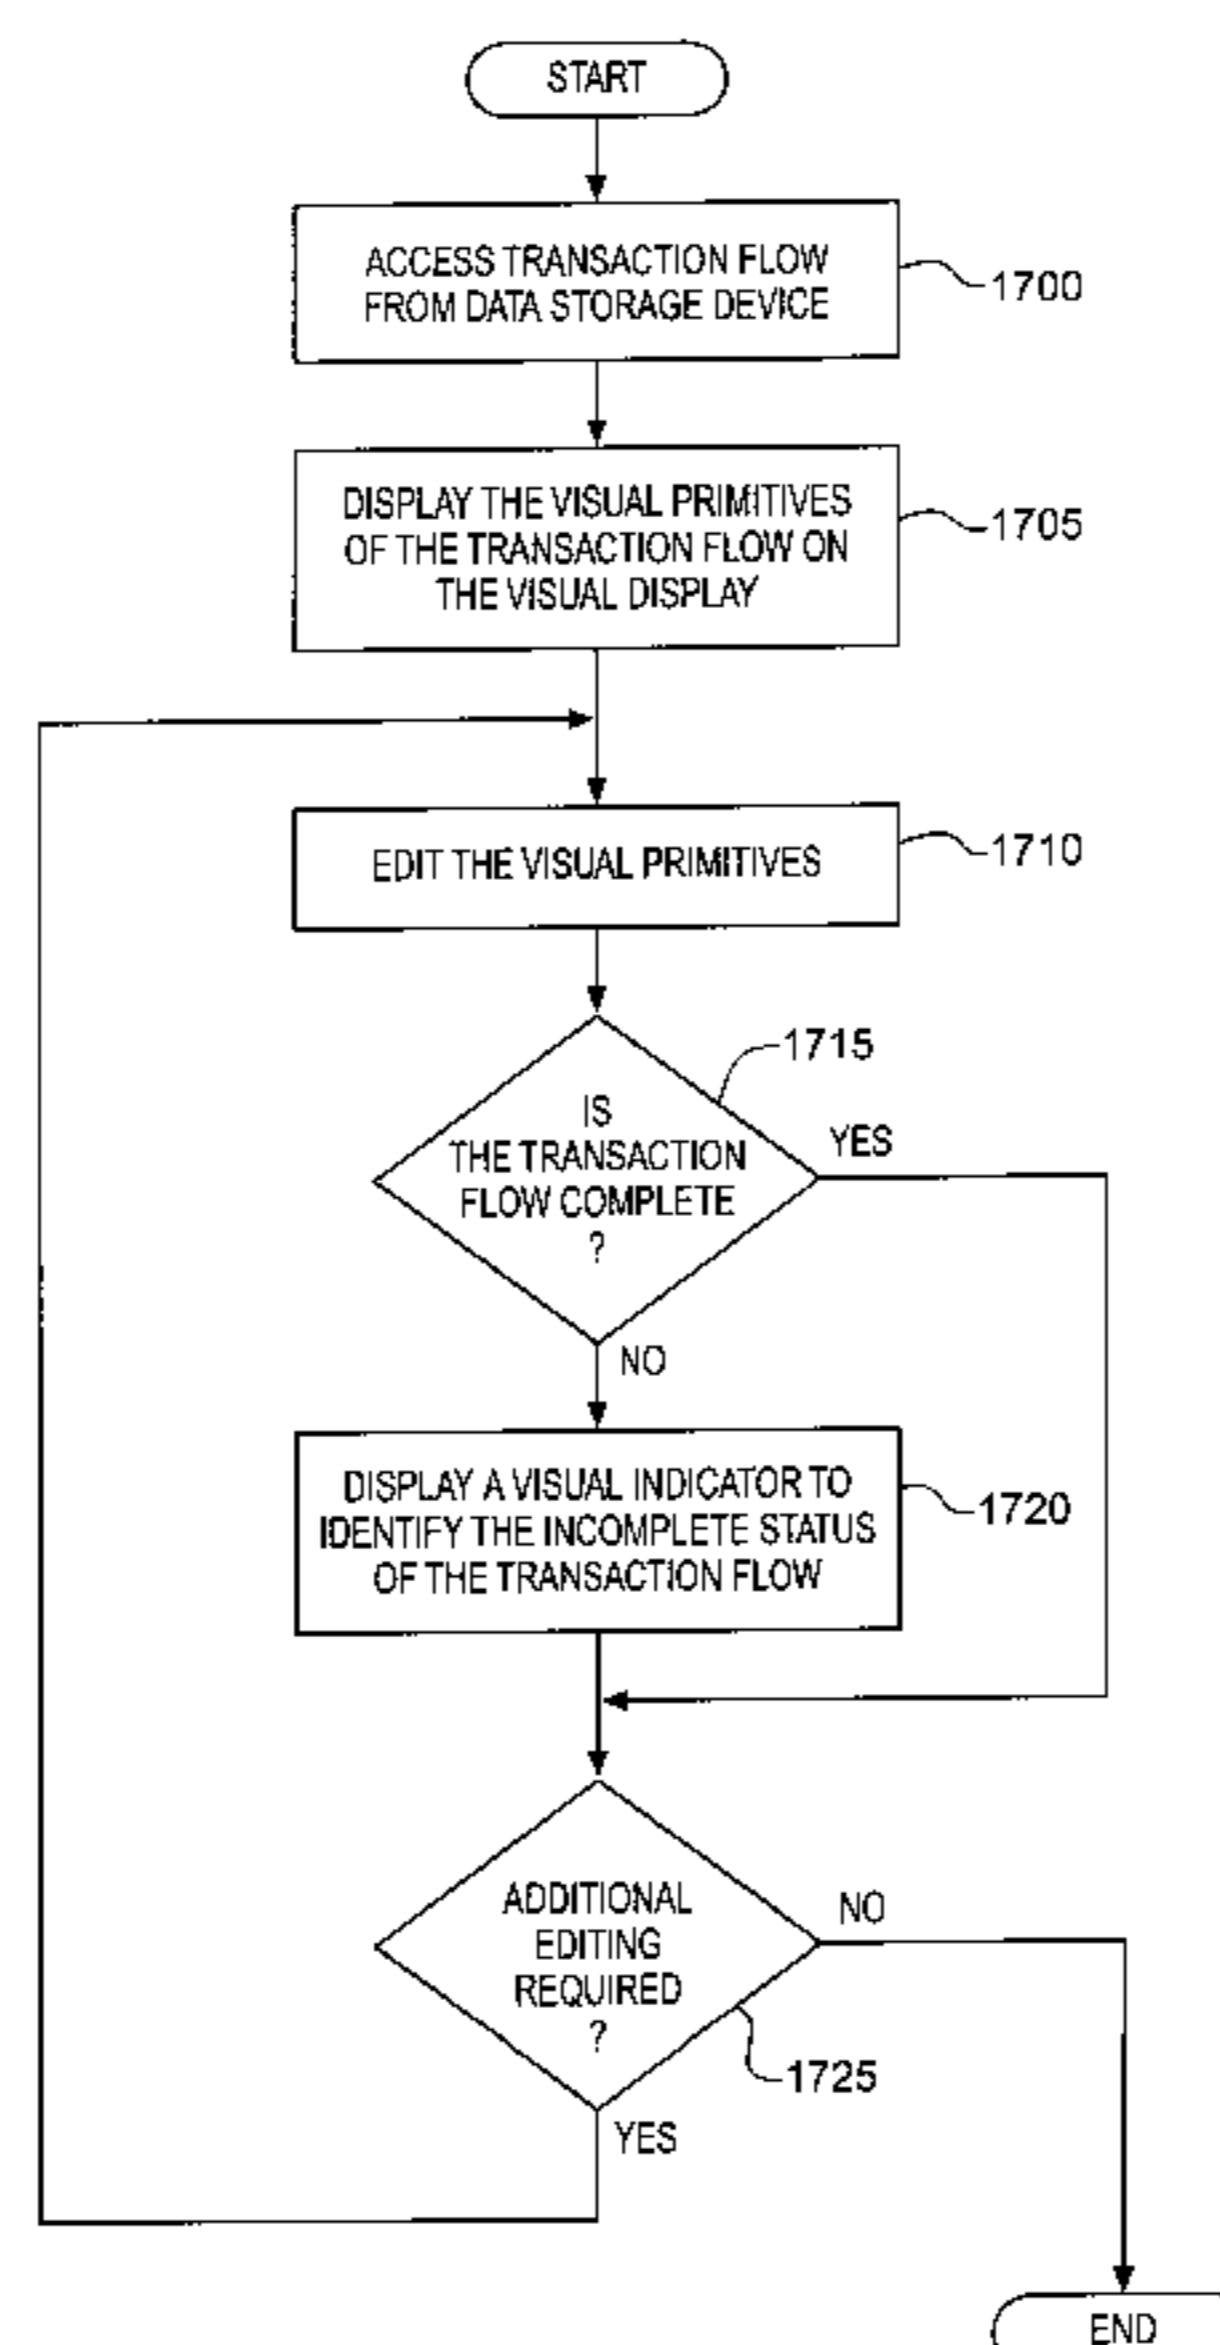 START
ACCESS TRANSACTION FLOW
FROM DATA STORAGE DEVICE
1700
DISPLAY THE VISUAL PRIMITIVES
OF THE TRANSACTION FLOW ON
THE VISUAL DISPLAY
1705
EDIT THE VISUAL PRIMITIVES
1710
1715
IS
THE TRANSACTION
FLOW COMPLETE
?
YES
NO
DISPLAY A VISUAL INDICATOR TO
IDENTIFY THE INCOMPLETE STATUS
OF THE TRANSACTION FLOW
1720
ADDITIONAL
EDITING
REQUIRED
?
NO
1725
YES
END